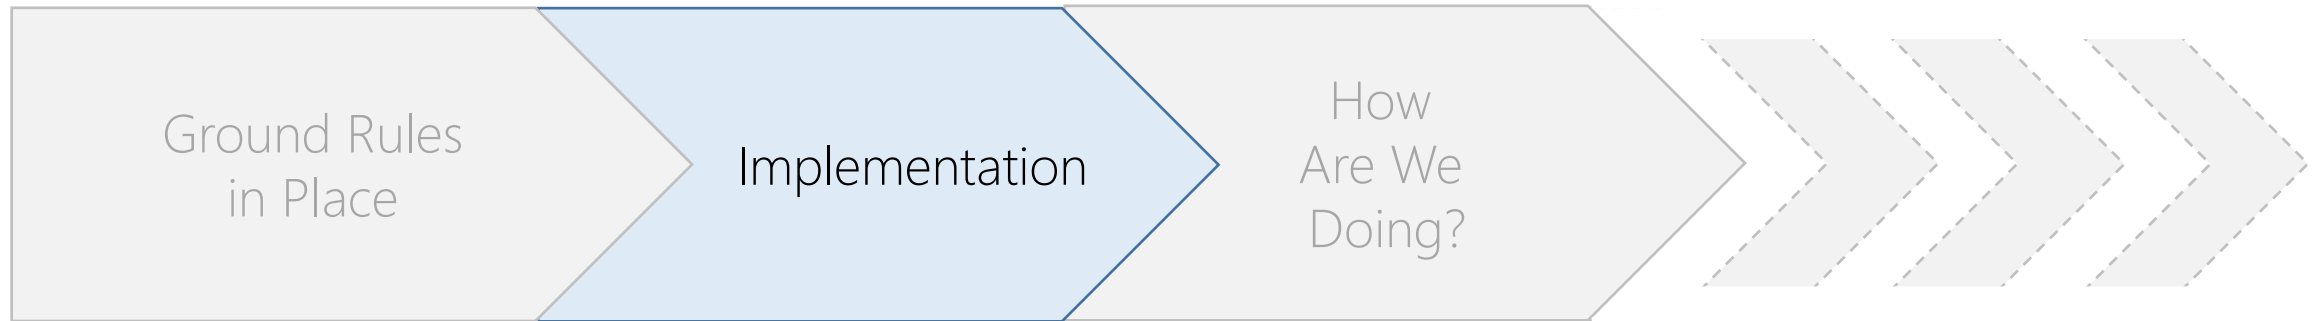 Ground Rules
in Place
Implementation
How
Are We
Doing?